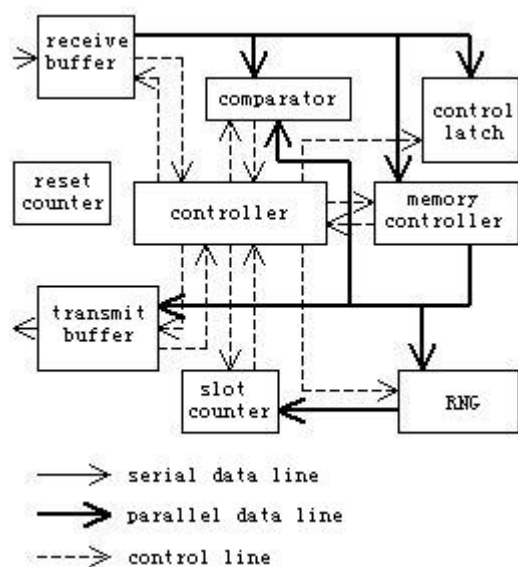 receive
buffer
comparator
control
latch
reset
counter
controller
memory
controller
transmit
buffer
slot
counter
RNG
serial data line
parallel data line
control line